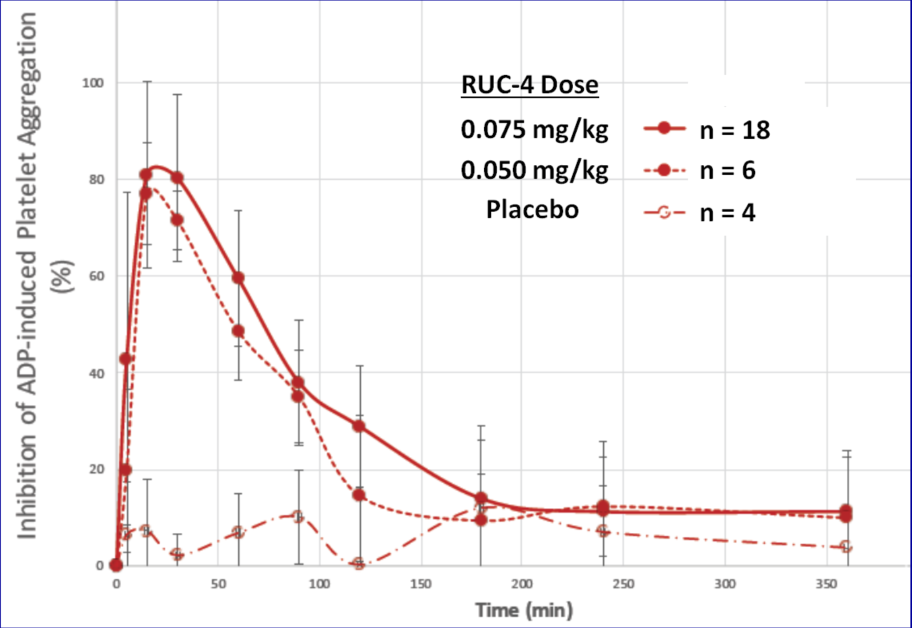 Inhibition of ADP-induced Platelet Aggregation
(%)
100
80
60
40
20
0
RUC-4 Dose
0.075 mg/kg n = 18
0.050 mg/kg n = 6
Placebo n = 4
0 50 100 150 200 250 300 350
Time (min)